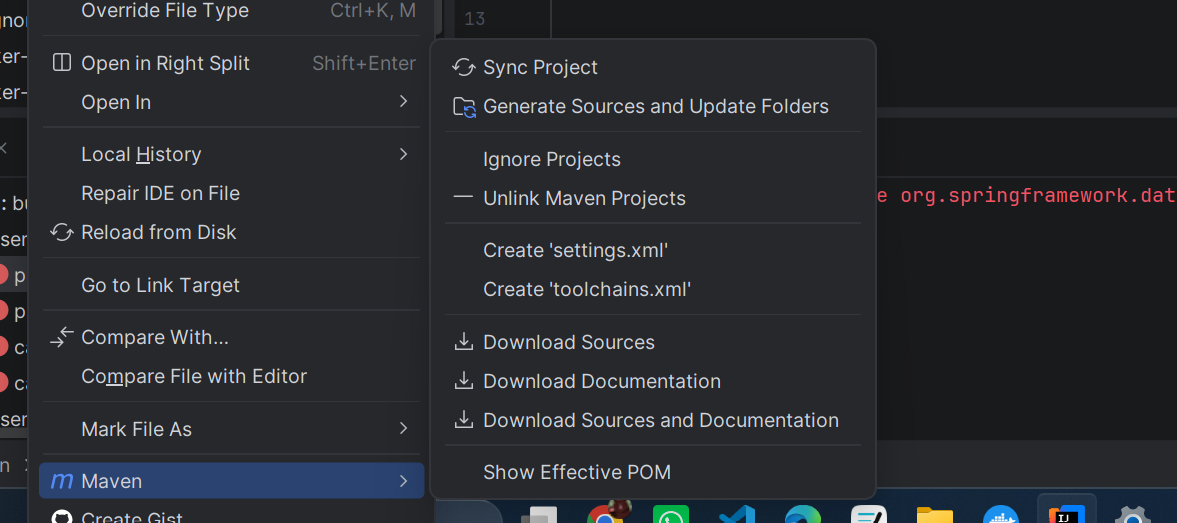 Override File Type Ctrl+K, M
13
Open in Right Split Shift+Enter
Open In
Local History
Repair IDE on File
Reload from Disk
Go to Link Target
Compare With...
Compare File with Editor
Mark File As
Maven
Create Gist
Sync Project
Generate Sources and Update Folders
Ignore Projects
Unlink Maven Projects
Create 'settings.xml'
Create 'toolchains.xml'
Download Sources
Download Documentation
Download Sources and Documentation
Show Effective POM
e org.springframework.dat